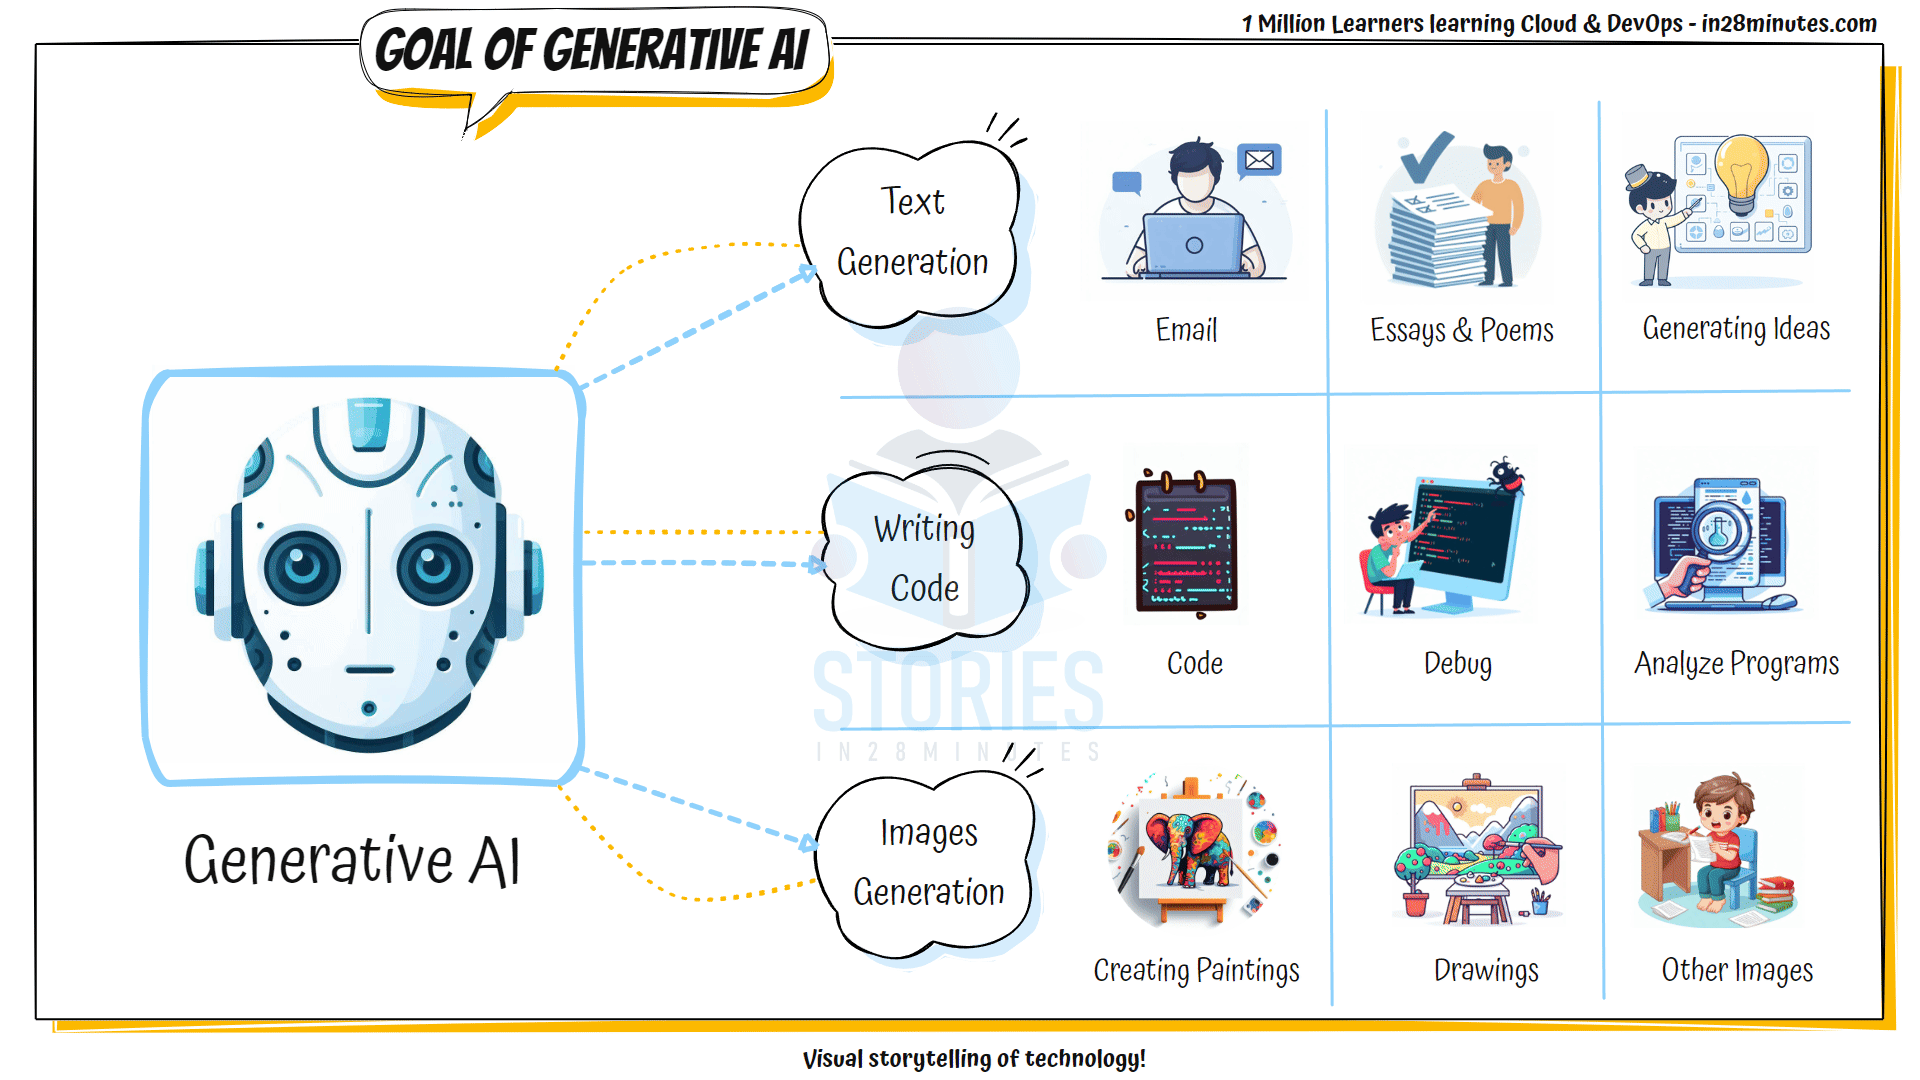 1 Million Learners learning Cloud & DevOps - in28minutes.com
GOAL OF GENERATIVE AI
Text
Generation
Email
Essays & Poems
Generating Ideas
Writing
Code
Code
Debug
Analyze Programs
STORIES
IN28MINUTES
Generative AI
Images
Generation
Creating Paintings
Drawings
Other Images
Visual storytelling of technology!